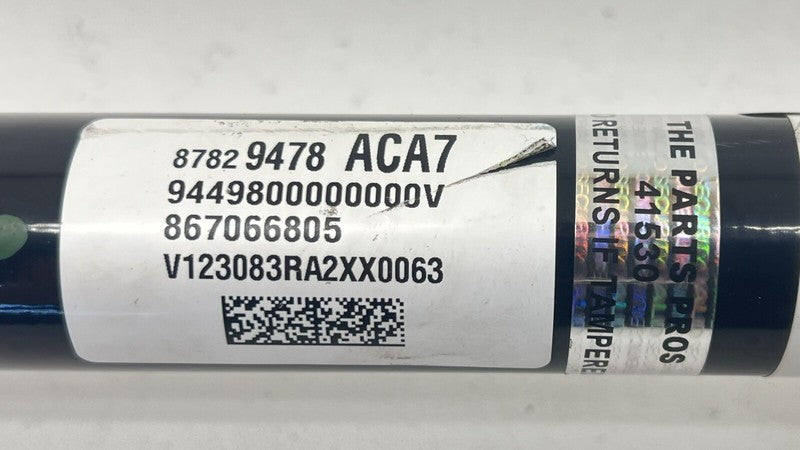 8782 9478 ACA7
9449800000000V
867066805
V123083RA2XX0063
THE PARTS PROS
41530
RETURNS IF TAMPERE